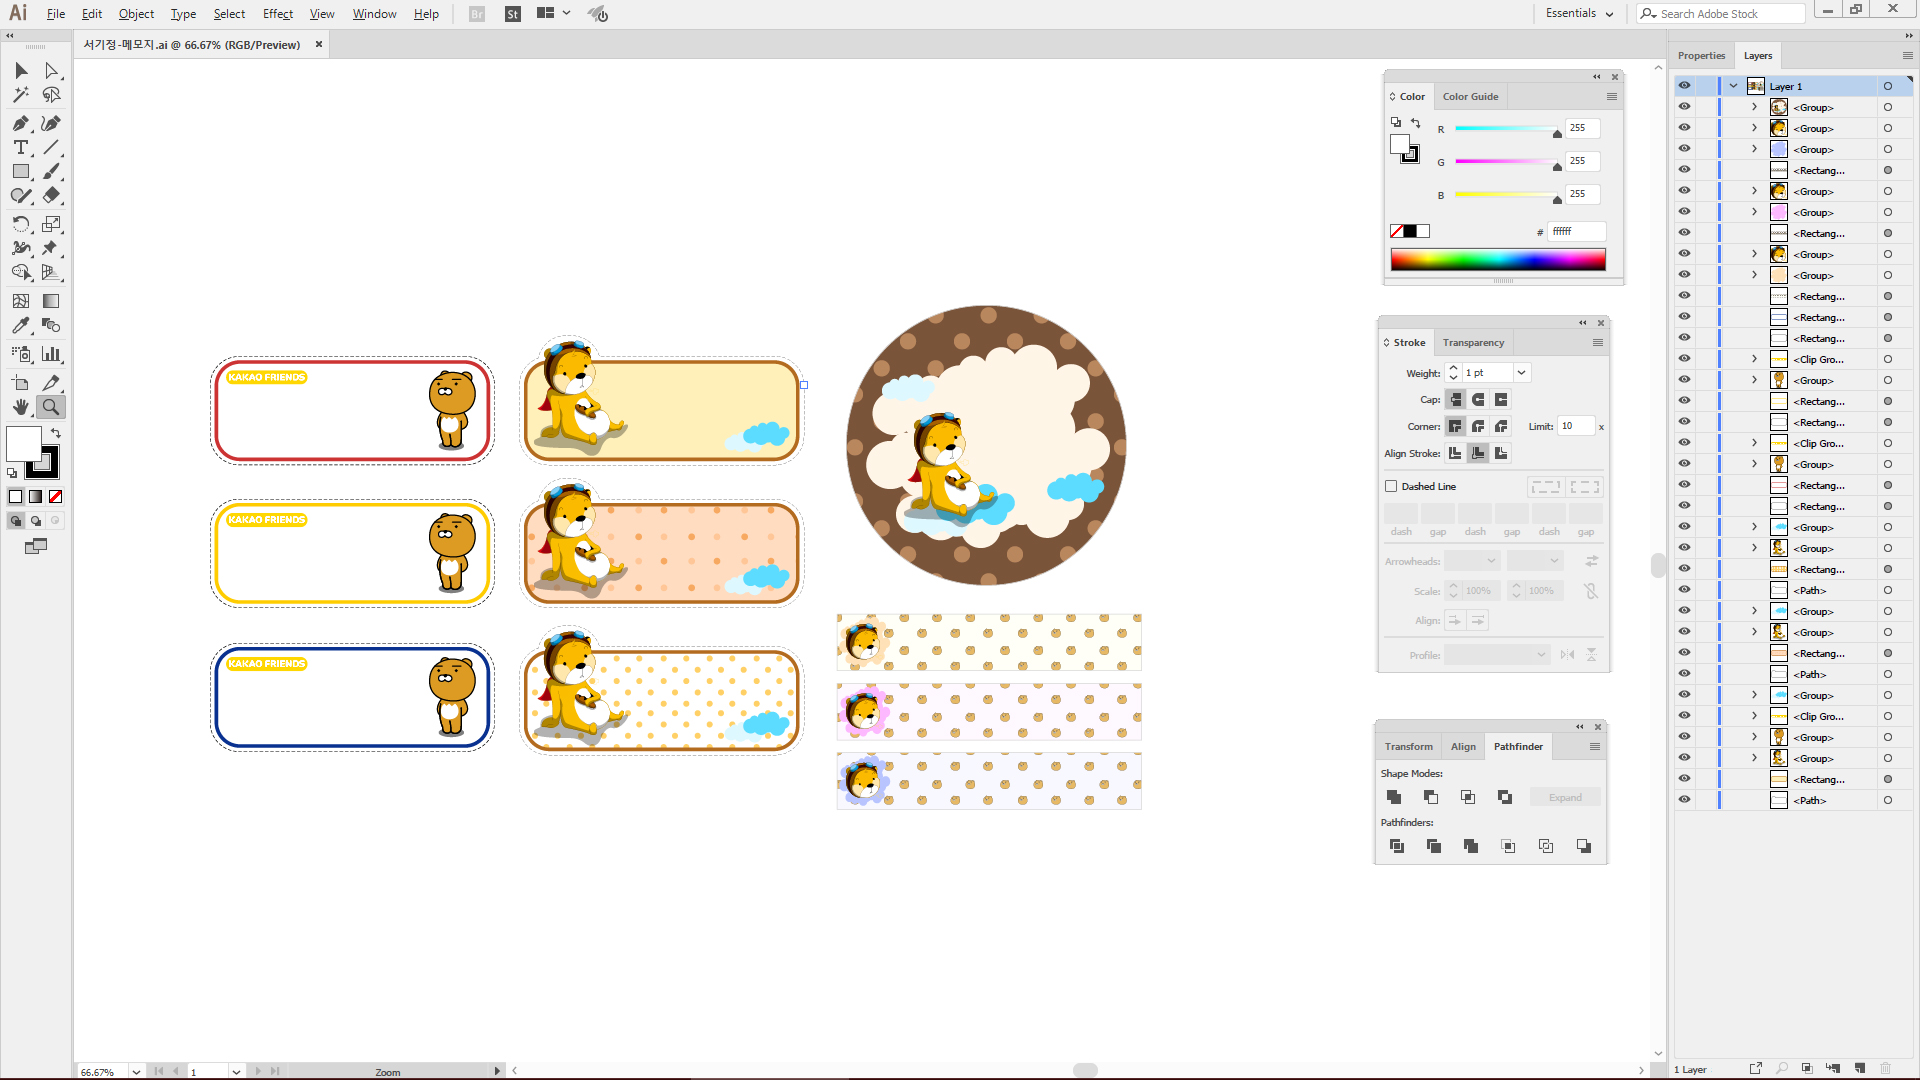 Ai File Edit Object Type Select Effect View Window Help Br St Essentials Search Adobe Stock
서기정-메모지.ai @ 66.67% (RGB/Preview) ×
KAKAO FRIENDS
KAKAO FRIENDS
KAKAO FRIENDS
Color Color Guide
R 255
G 255
B 255
# ffffff
Stroke Transparency
Weight: 1 pt
Cap:
Corner: Limit: 10 x
Align Stroke:
Dashed Line
dash gap dash gap dash gap
Arrowheads:
Scale: 100% 100%
Align:
Profile:
Transform Align Pathfinder
Shape Modes:
Expand
Pathfinders:
Properties Layers
Layer 1
<Group>
<Group>
<Group>
<Rectang...
<Group>
<Group>
<Rectang...
<Group>
<Group>
<Rectang...
<Rectang...
<Rectang...
<Clip Gro...
<Group>
<Rectang...
<Rectang...
<Clip Gro...
<Group>
<Rectang...
<Rectang...
<Group>
<Group>
<Rectang...
<Path>
<Group>
<Group>
<Rectang...
<Path>
<Group>
<Clip Gro...
<Group>
<Group>
<Rectang...
<Path>
66.67% 1 Zoom
1 Layer